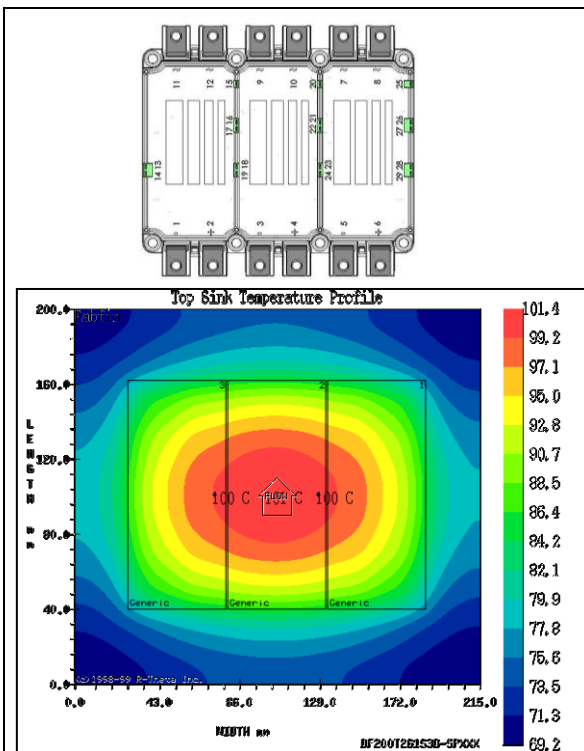 11 12 15 9 10 20 7 8 25
17 16 22 21 27 26
14 13 19 18 24 23 29 28
- 1 + 2 - 3 + 4 - 5 + 6
Top Sink Temperature Profile
200.0
160.0
120.0
80.0
40.0
0.0
LENGTH mm
3 2 1
100 C 100 C
Generic Generic Generic
(c)1998-99 R-Theta Inc.
0.0 43.0 86.0 129.0 172.0 215.0
WIDTH mm
101.4
99.2
97.1
95.0
92.8
90.7
88.5
86.4
84.2
82.1
79.9
77.8
75.6
73.5
71.3
69.2